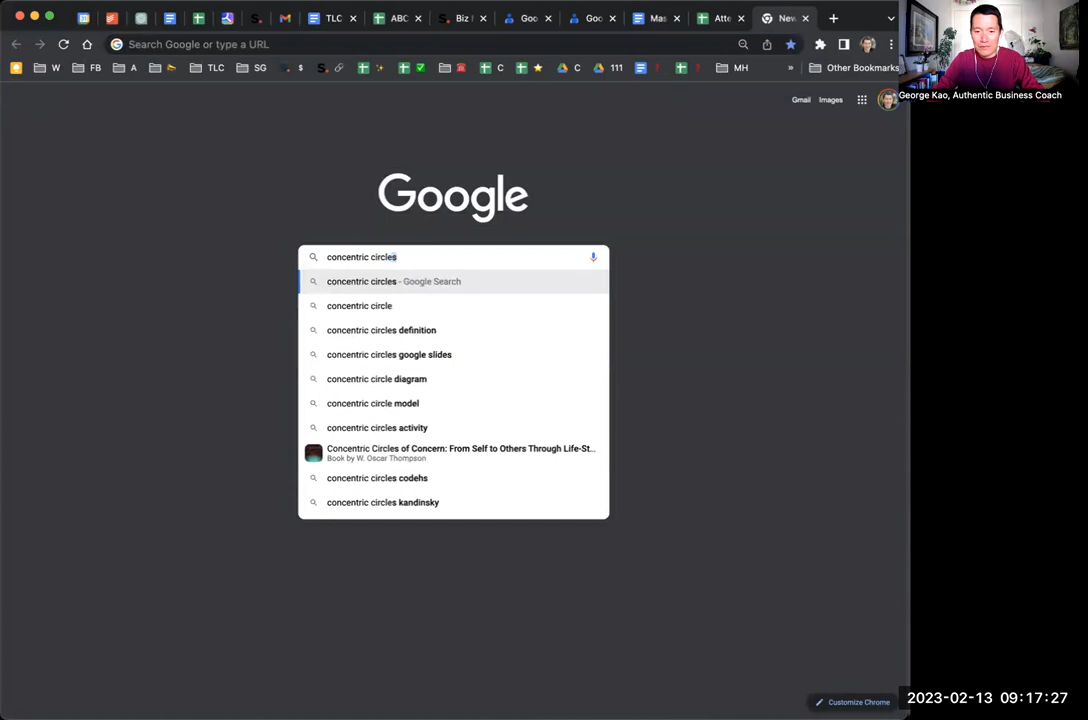 TLC
ABC
Biz
Goo
Goo
Mas
Atte
New
Search Google or type a URL
W
FB
A
TLC
SG
$
S.
C
C
111
MH
»
Other Bookmarks
George Kao, Authentic Business Coach
Gmail
Images
Google
concentric circles
concentric circles - Google Search
concentric circle
concentric circles definition
concentric circles google slides
concentric circle diagram
concentric circle model
concentric circles activity
Concentric Circles of Concern: From Self to Others Through Life-St...
Book by W. Oscar Thompson
concentric circles codehs
concentric circles kandinsky
Customize Chrome
2023-02-13 09:17:27